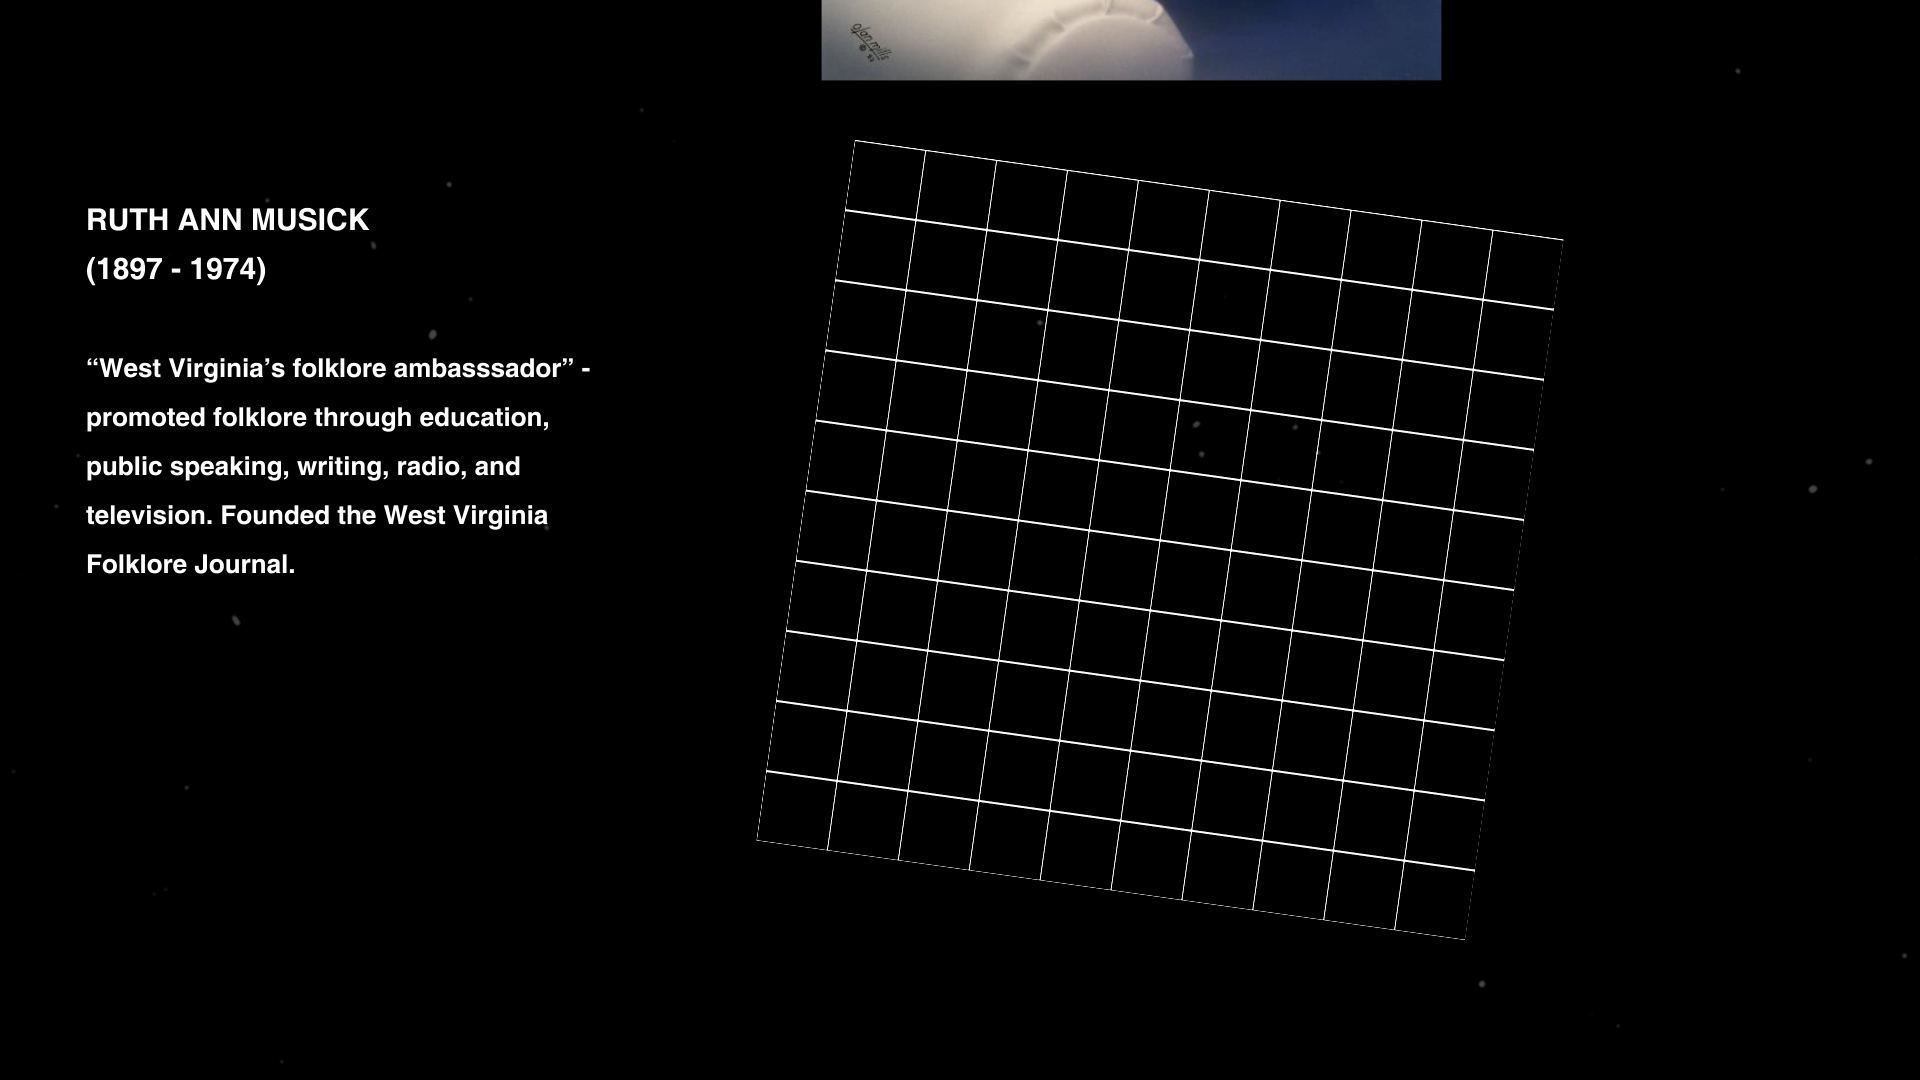 olan mills
RUTH ANN MUSICK
(1897 - 1974)
“West Virginia’s folklore ambasssador” -
promoted folklore through education,
public speaking, writing, radio, and
television. Founded the West Virginia
Folklore Journal.